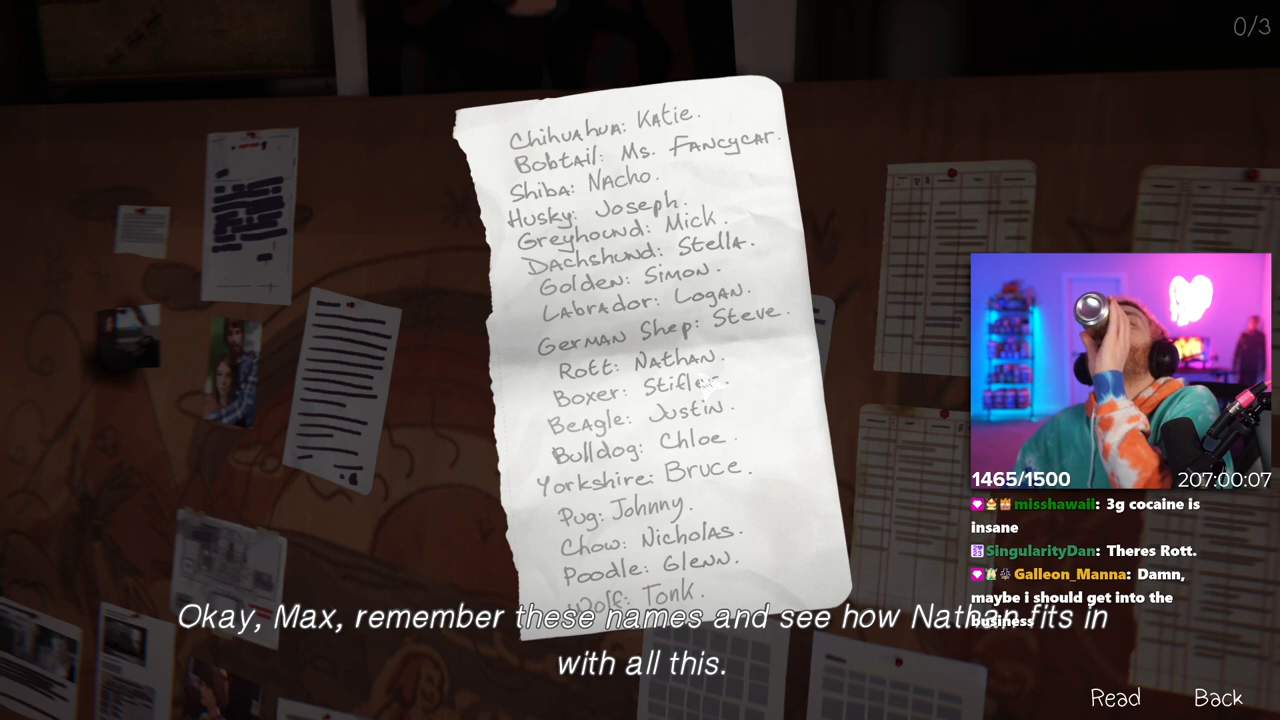 0/3
Chihuahua: Katie.
Bobtail: Ms. Fancycar.
Shiba: Nacho.
Husky: Joseph.
Greyhound: Mick.
Dachshund: Stella.
Golden: Simon.
Labrador: Logan.
German Shep: Steve.
Rott: Nathan.
Boxer: Stifler.
Beagle: Justin.
Bulldog: Chloe.
Yorkshire: Bruce.
Pug: Johnny.
Chow: Nicholas.
Poodle: Glenn.
Wolf: Tonk.
Okay, Max, remember these names and see how Nathan fits in
with all this.
1465/1500
207:00:07
misshawaii: 3g cocaine is
insane
SingularityDan: Theres Rott.
Galleon_Manna: Damn,
maybe i should get into the
business
Read
Back